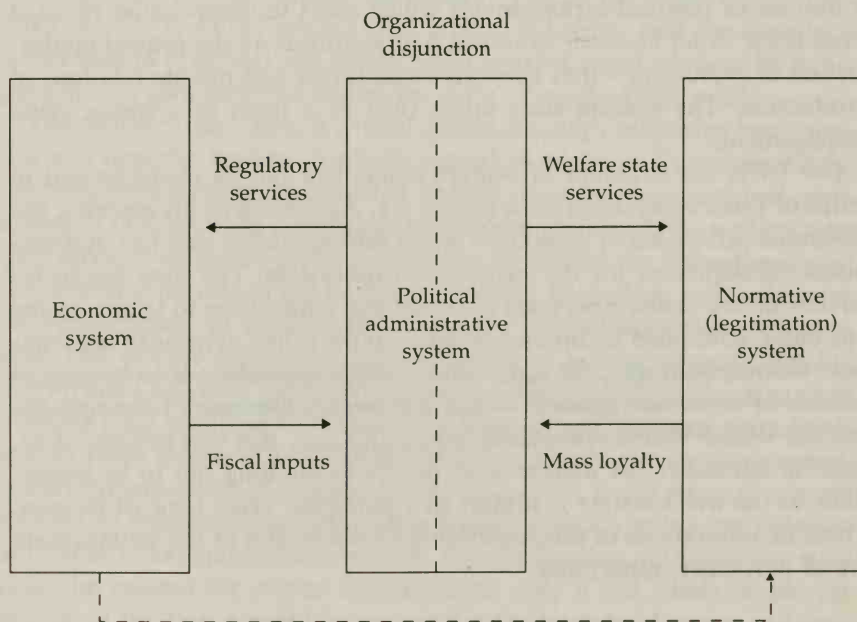 Organizational
disjunction
Regulatory
services
Welfare state
services
Economic
system
Political
administrative
system
Normative
(legitimation)
system
Fiscal inputs
Mass loyalty